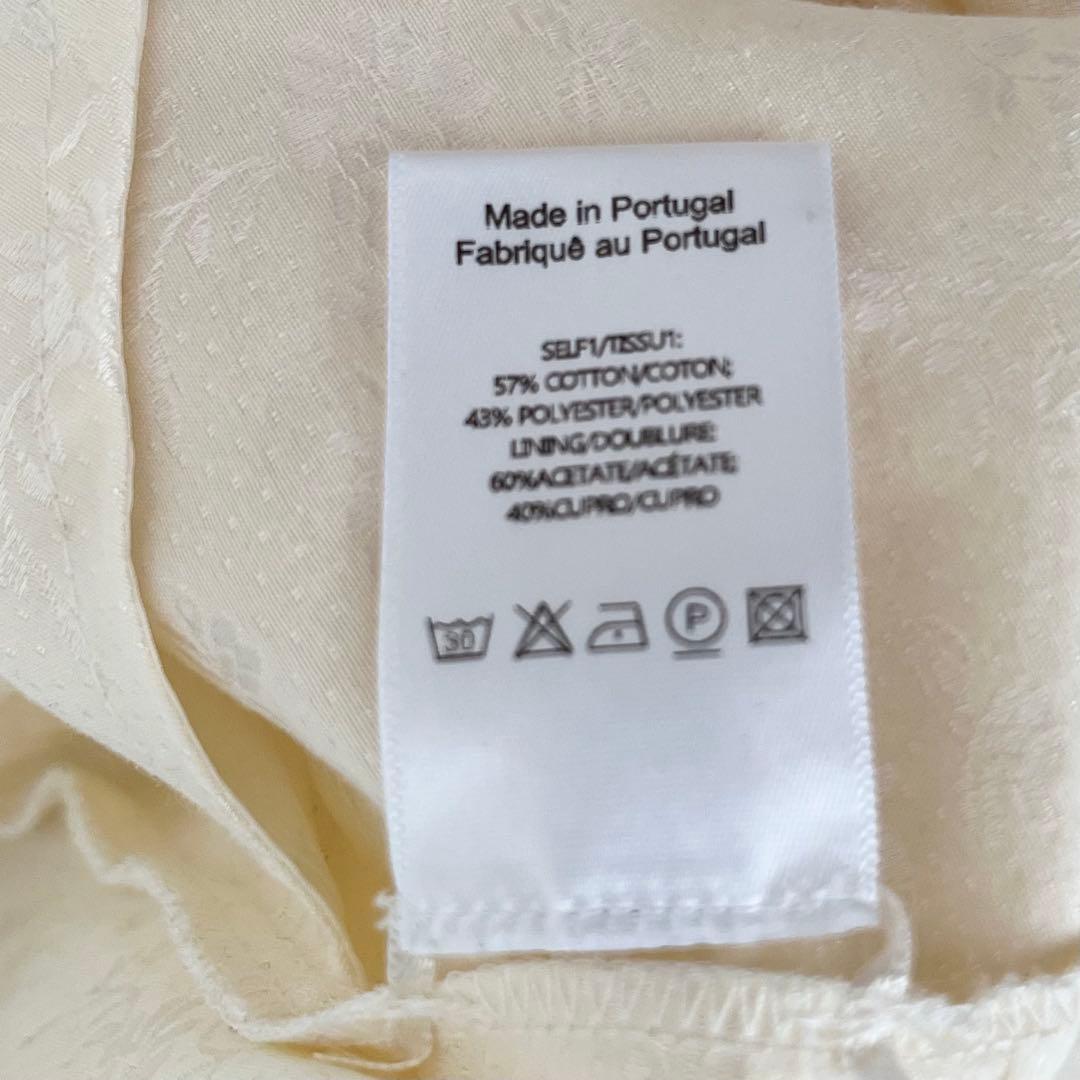 Made in Portugal
Fabriquê au Portugal
SELF1/TISSU1:
57% COTTON/COTON;
43% POLYESTER/POLYESTER
LINING/DOUBLURE:
60%ACETATE/ACÉTATE;
40%CUPRO/CUPRO
30
P